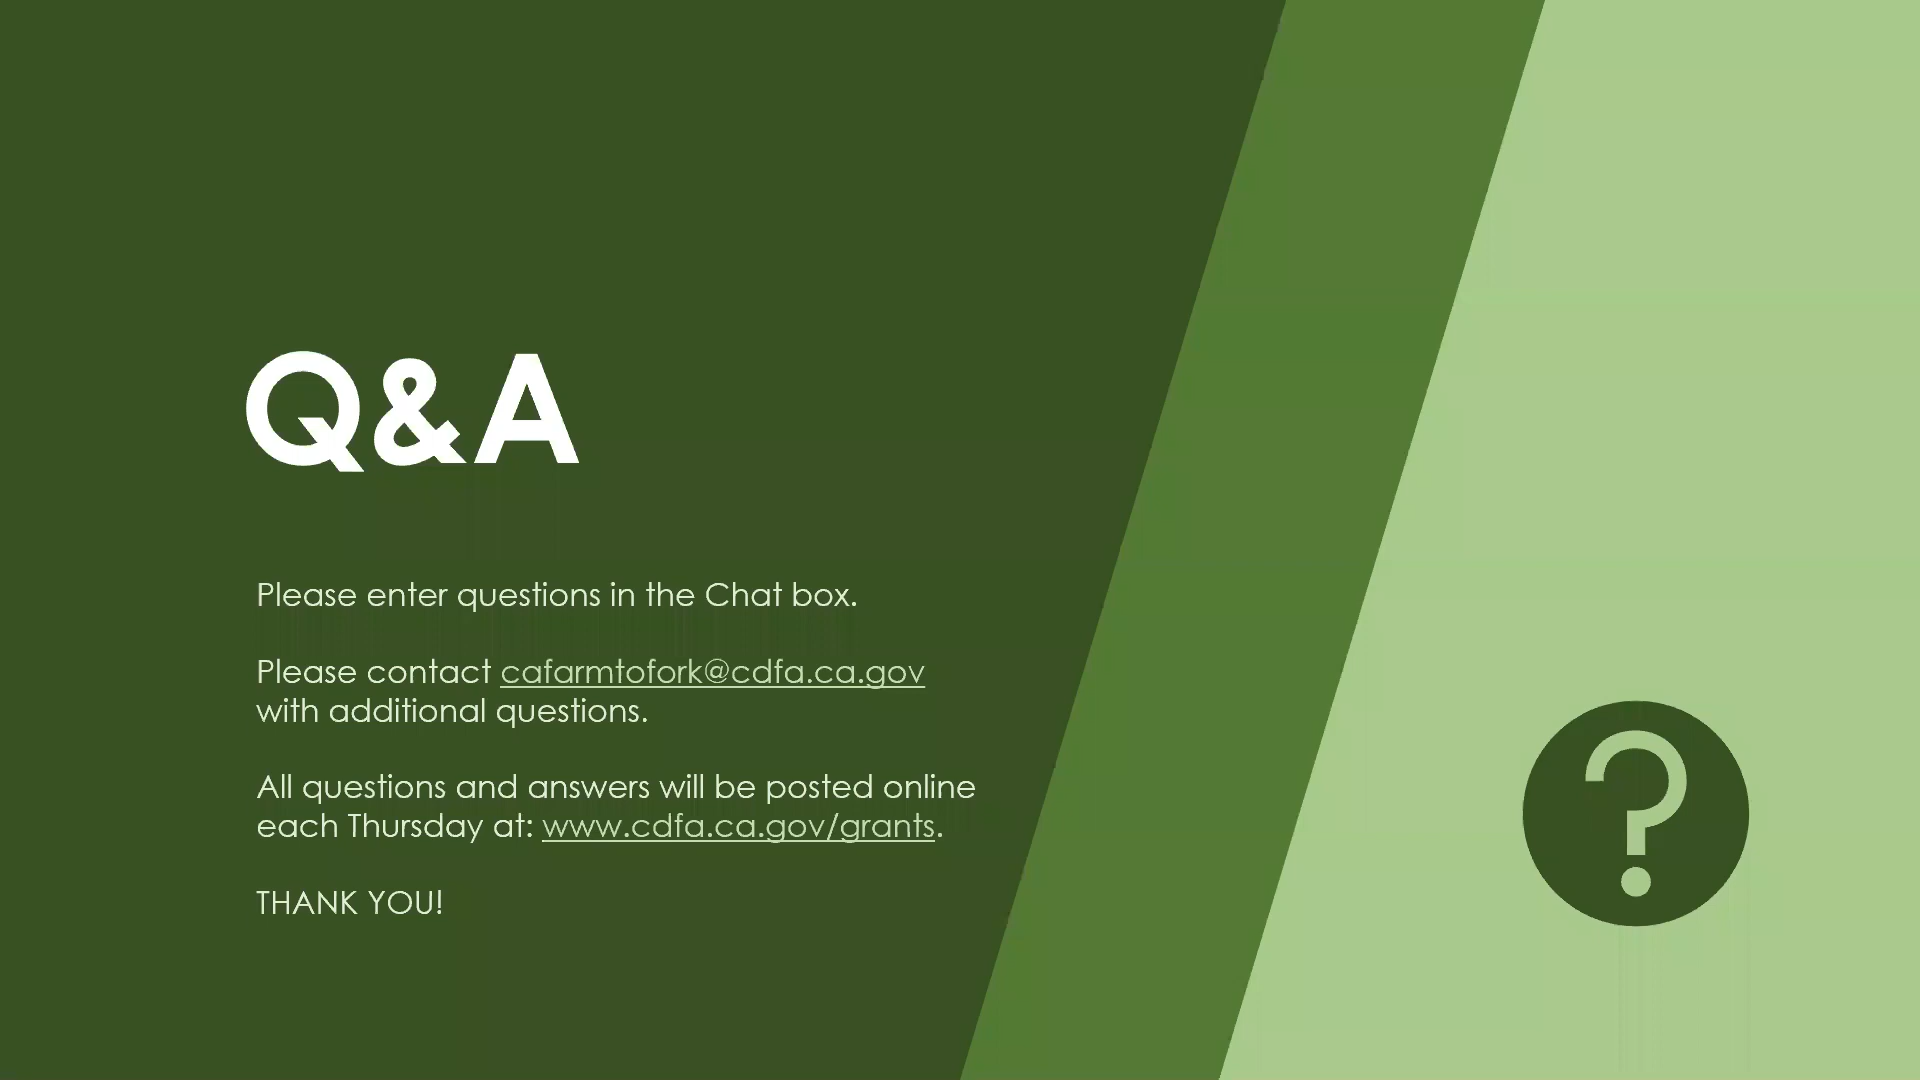 Q&A
Please enter questions in the Chat box.
Please contact cafarmtofork@cdfa.ca.gov
with additional questions.
All questions and answers will be posted online
each Thursday at: www.cdfa.ca.gov/grants.
THANK YOU!
?